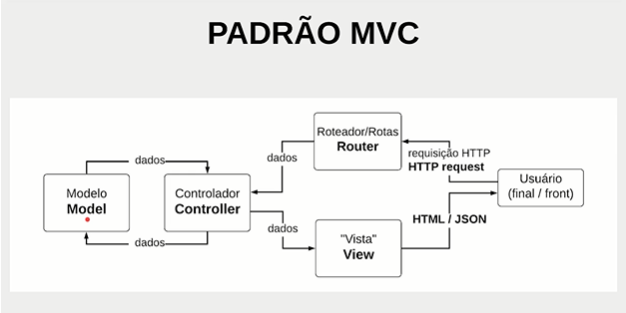 PADRÃO MVC
Roteador/Rotas
Router
requisição HTTP
HTTP request
dados
dados
Modelo
Model
Controlador
Controller
Usuário
(final / front)
dados
HTML / JSON
dados
"Vista"
View